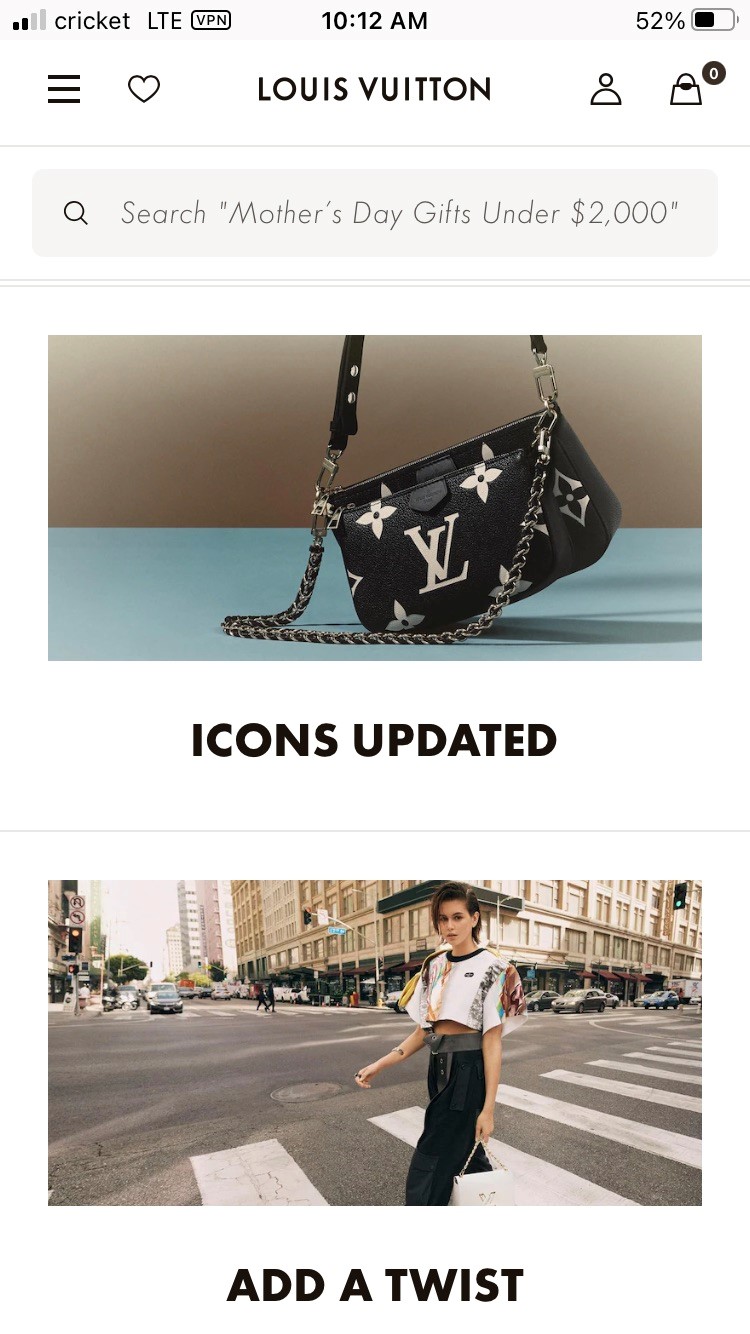 cricket LTE VPN 10:12 AM 52%
LOUIS VUITTON 0
Search "Mother's Day Gifts Under $2,000"
LV
ICONS UPDATED
ADD A TWIST